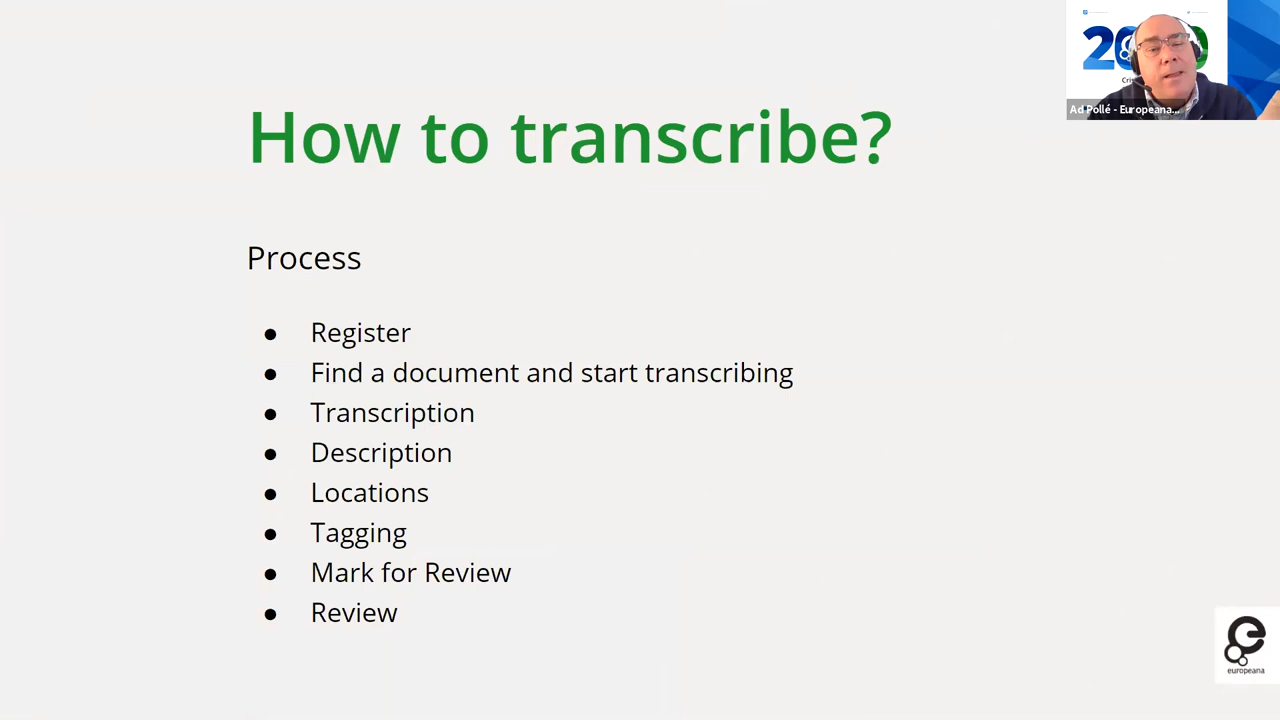 How to transcribe?
Process
● Register
● Find a document and start transcribing
● Transcription
● Description
● Locations
● Tagging
● Mark for Review
● Review
Ad Pollé - Europeana...
europeana